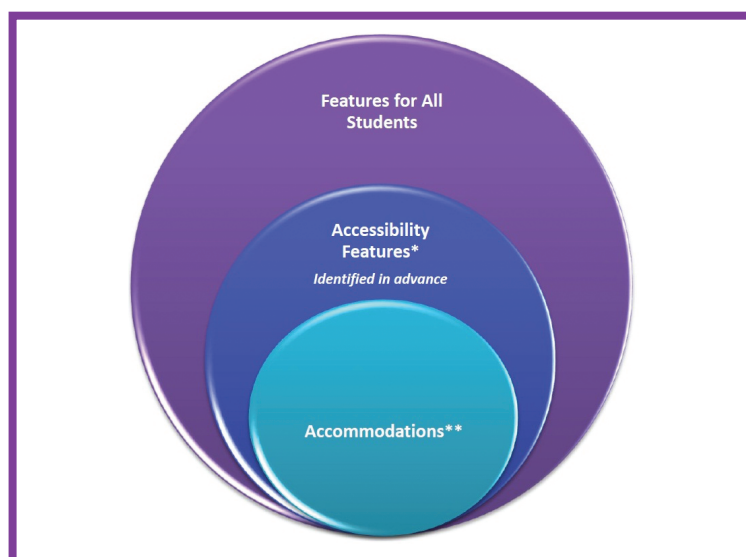 Features for All
Students
Accessibility
Features*
Identified in advance
Accommodations**